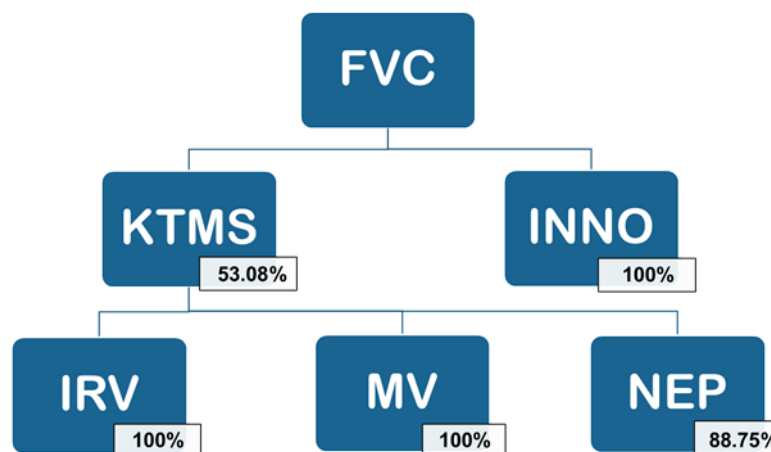 FVC
KTMS
53.08%
INNO
100%
IRV
100%
MV
100%
NEP
88.75%